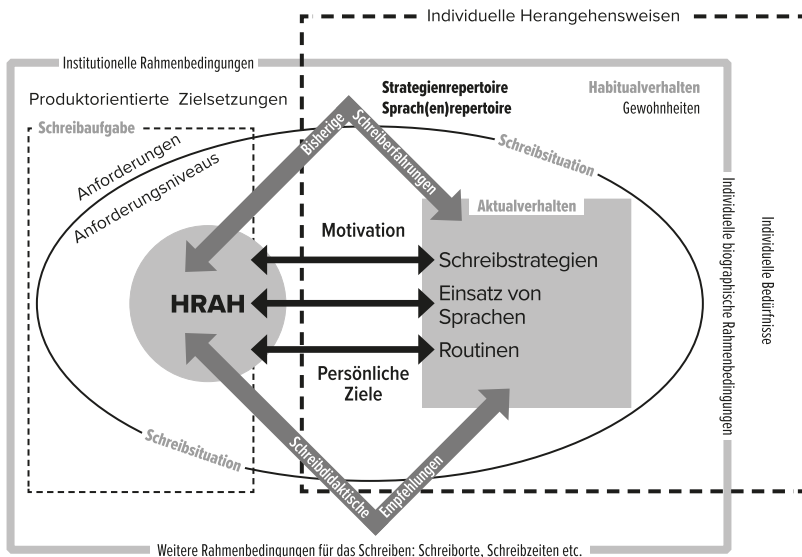 Individuelle Herangehensweisen
Institutionelle Rahmenbedingungen
Strategienrepertoire
Sprach(en)repertoire
Habitualverhalten
Gewohnheiten
Produktorientierte Zielsetzungen
Schreibaufgabe
Anforderungen
Anforderungsniveaus
Bisherige
Schreiberfahrungen
Schreibsituation
Aktualverhalten
Motivation
Schreibstrategien
HRAH
Einsatz von
Sprachen
Routinen
Persönliche
Ziele
Individuelle biographische Rahmenbedingungen
Individuelle Bedürfnisse
Schreibsituation
Schreibdidaktische
Empfehlungen
Weitere Rahmenbedingungen für das Schreiben: Schreiborte, Schreibzeiten etc.